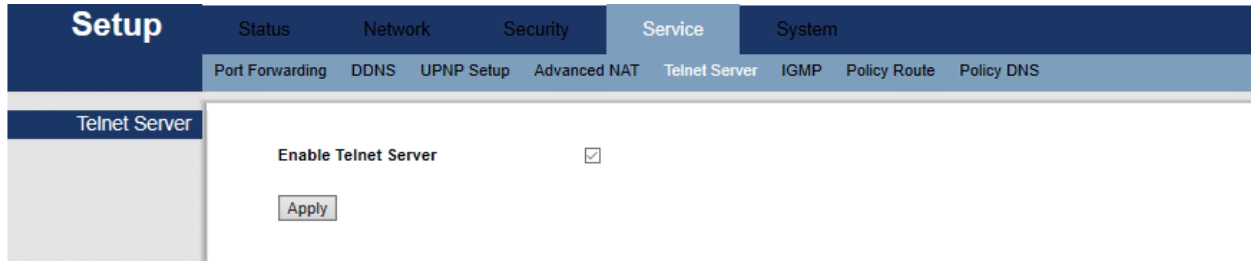 Setup Status Network Security Service System
Port Forwarding DDNS UPNP Setup Advanced NAT Telnet Server IGMP Policy Route Policy DNS
Telnet Server
Enable Telnet Server
Apply